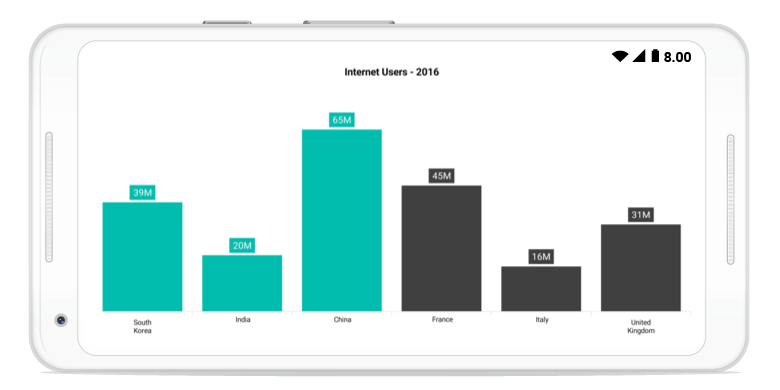 8.00
Internet Users - 2016
65M
45M
39M
31M
20M
16M
South
Korea
India
China
France
Italy
United
Kingdom